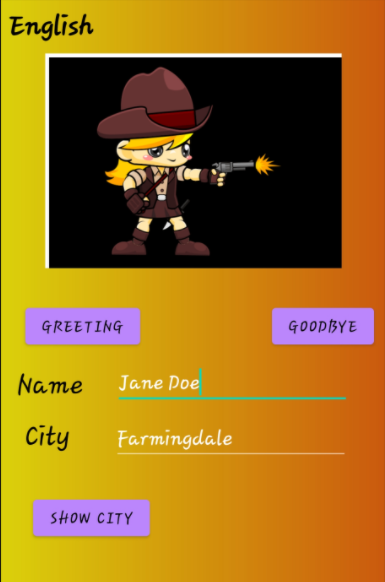 English
GREETING GOODBYE
Name Jane Doe
City Farmingdale
SHOW CITY